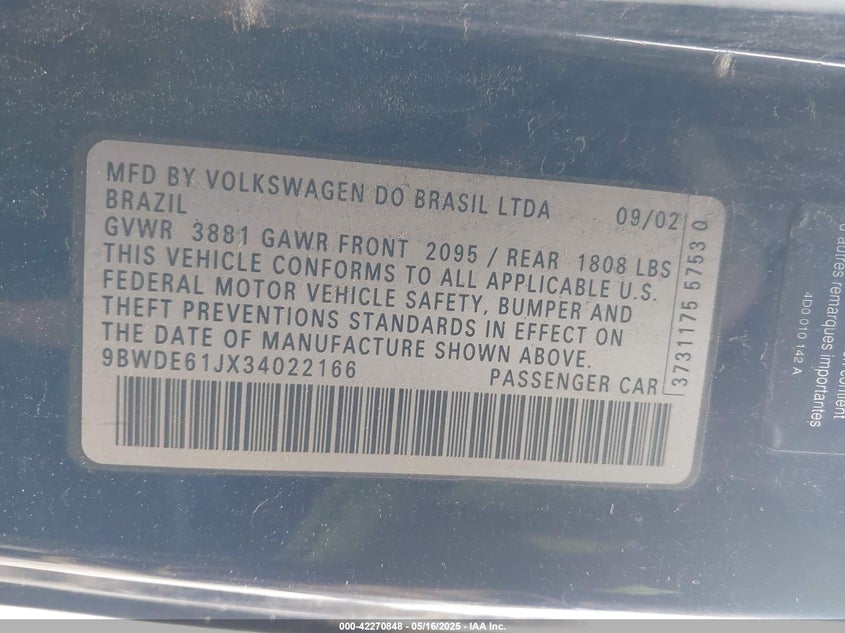 MFD BY VOLKSWAGEN DO BRASIL LTDA 09/02
BRAZIL
GVWR 3881 GAWR FRONT 2095 / REAR 1808 LBS
THIS VEHICLE CONFORMS TO ALL APPLICABLE U.S.
FEDERAL MOTOR VEHICLE SAFETY, BUMPER AND
THEFT PREVENTIONS STANDARDS IN EFFECT ON
THE DATE OF MANUFACTURE SHOWN ABOVE.
9BWDE61JX34022166 PASSENGER CAR
3731175 5753 0
d'autres remarques
importantes
4D0 010 142 A
000-42270848 - 05/16/2025 - IAA Inc.